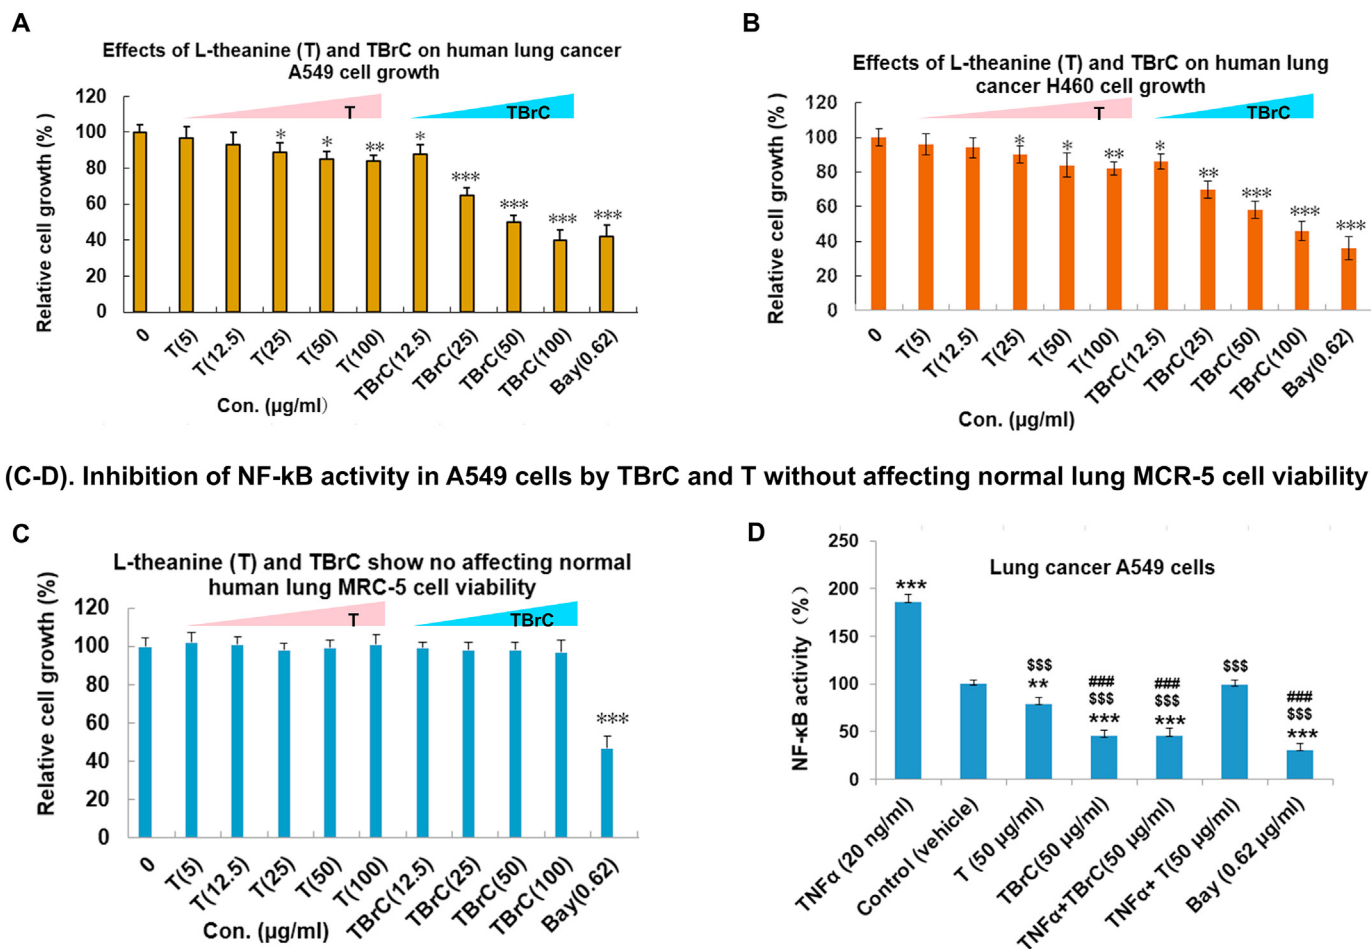 A
Effects of L-theanine (T) and TBrC on human lung cancer
A549 cell growth
T
TBrC
Relative cell growth (% )
120
100
80
60
40
20
0
*
*
**
*
***
***
***
***
0
T(5)
T(12.5)
T(25)
T(50)
T(100)
TBrC(12.5)
TBrC(25)
TBrC(50)
TBrC(100)
Bay(0.62)
Con. (µg/ml)
B
Effects of L-theanine (T) and TBrC on human lung
cancer H460 cell growth
T
TBrC
Relative cell growth (% )
120
100
80
60
40
20
0
*
*
**
*
**
***
***
***
0
T(5)
T(12.5)
T(25)
T(50)
T(100)
TBrC(12.5)
TBrC(25)
TBrC(50)
TBrC(100)
Bay(0.62)
Con. (µg/ml)
(C-D). Inhibition of NF-kB activity in A549 cells by TBrC and T without affecting normal lung MCR-5 cell viability
C
L-theanine (T) and TBrC show no affecting normal
human lung MRC-5 cell viability
T
TBrC
Relative cell growth (%)
120
100
80
60
40
20
0
***
0
T(5)
T(12.5)
T(25)
T(50)
T(100)
TBrC(12.5)
TBrC(25)
TBrC(50)
TBrC(100)
Bay(0.62)
Con. (µg/ml)
D
Lung cancer A549 cells
NF-κB activity (%)
250
200
150
100
50
0
***
$$$
**
###
$$$
***
###
$$$
***
$$$
###
$$$
***
TNFα (20 ng/ml)
Control (vehicle)
T (50 µg/ml)
TBrC(50 µg/ml)
TNFα+TBrC(50 µg/ml)
TNFα+ T(50 µg/ml)
Bay (0.62 µg/ml)